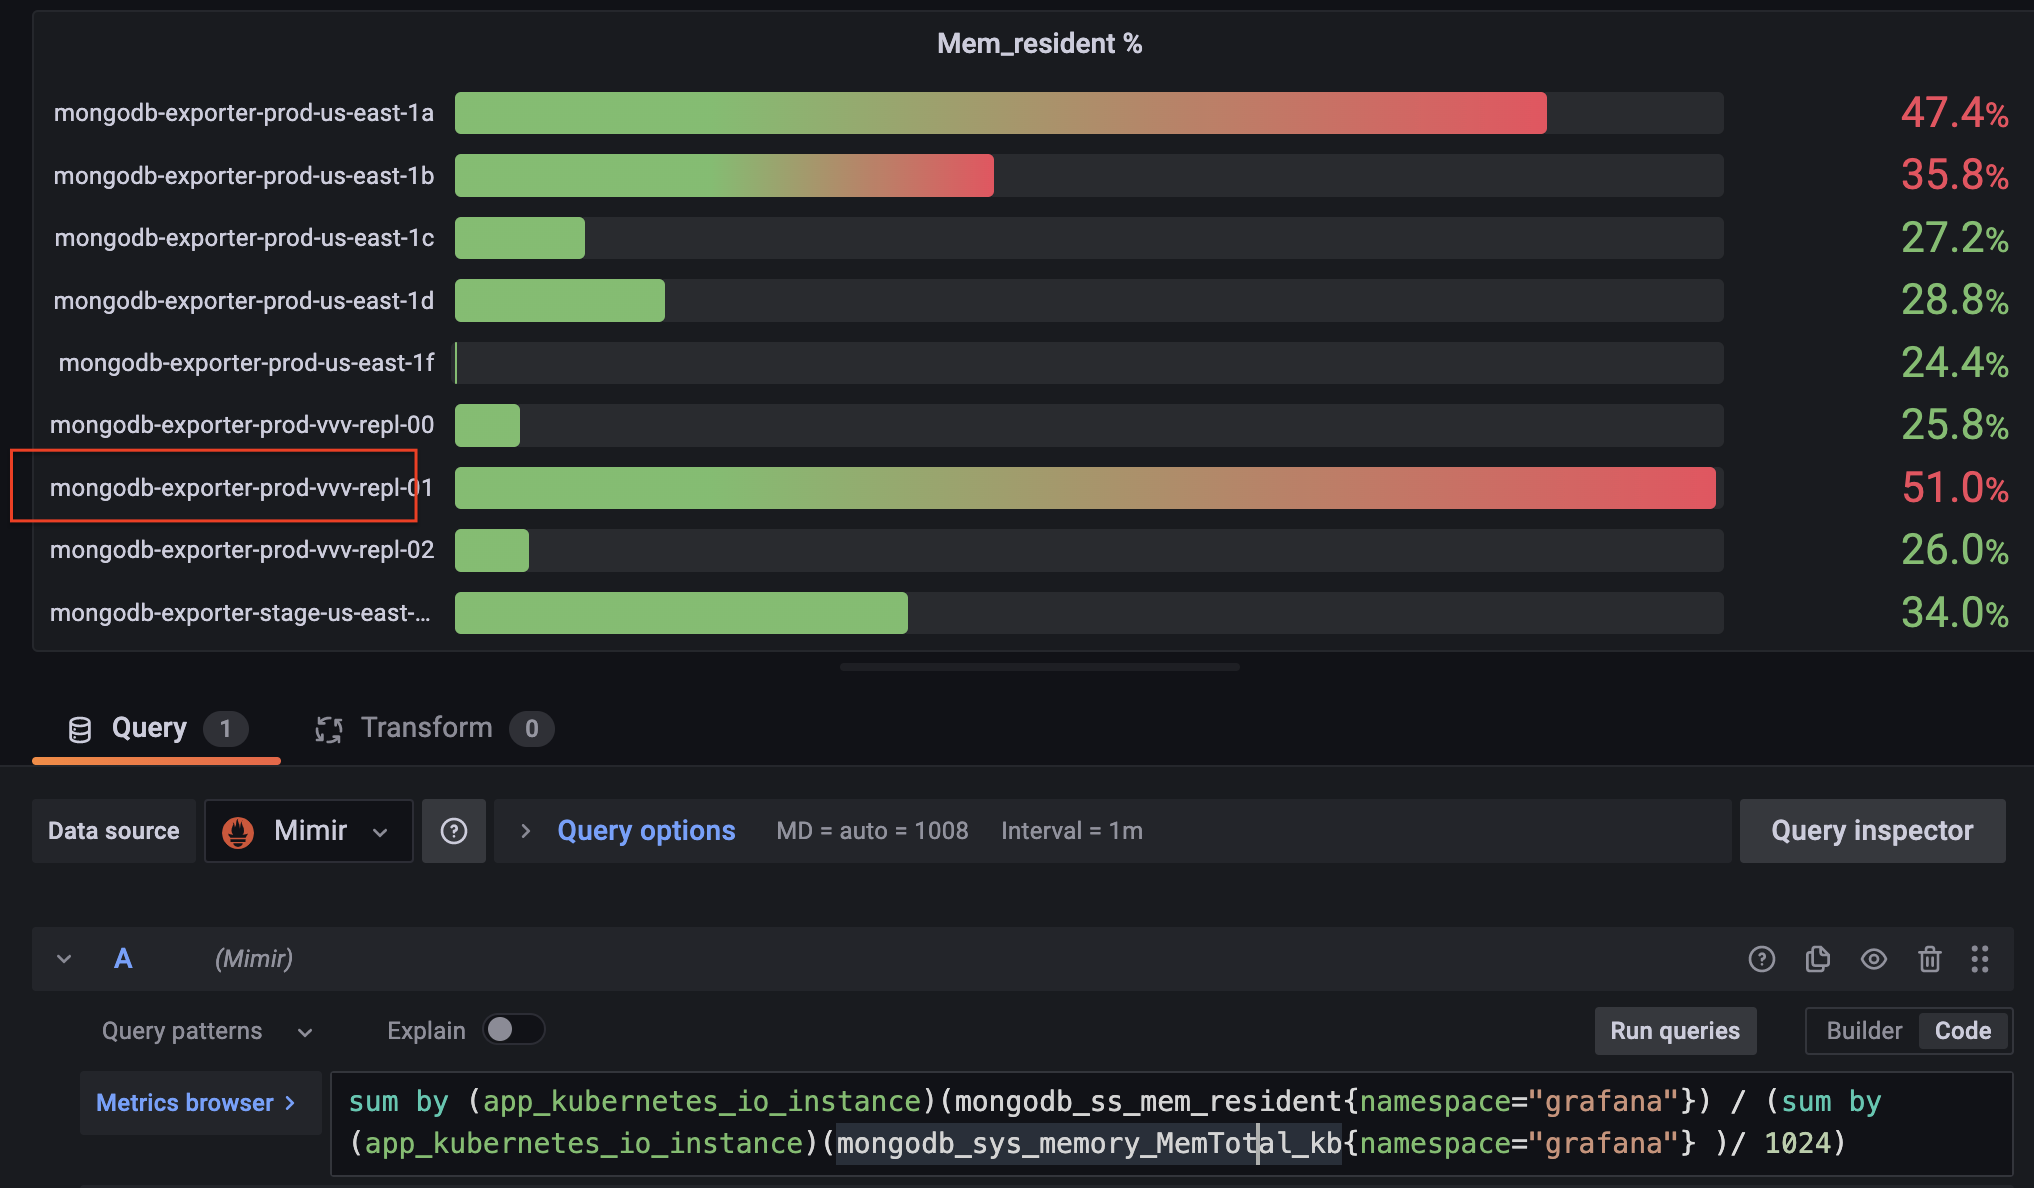 Mem_resident %
mongodb-exporter-prod-us-east-1a 47.4%
mongodb-exporter-prod-us-east-1b 35.8%
mongodb-exporter-prod-us-east-1c 27.2%
mongodb-exporter-prod-us-east-1d 28.8%
mongodb-exporter-prod-us-east-1f 24.4%
mongodb-exporter-prod-vvv-repl-00 25.8%
mongodb-exporter-prod-vvv-repl-01 51.0%
mongodb-exporter-prod-vvv-repl-02 26.0%
mongodb-exporter-stage-us-east-... 34.0%
Query 1 Transform 0
Data source Mimir Query options MD = auto = 1008 Interval = 1m Query inspector
A (Mimir)
Query patterns Explain Run queries Builder Code
Metrics browser > sum by (app_kubernetes_io_instance)(mongodb_ss_mem_resident{namespace="grafana"}) / (sum by
(app_kubernetes_io_instance)(mongodb_sys_memory_MemTotal_kb{namespace="grafana"} )/ 1024)